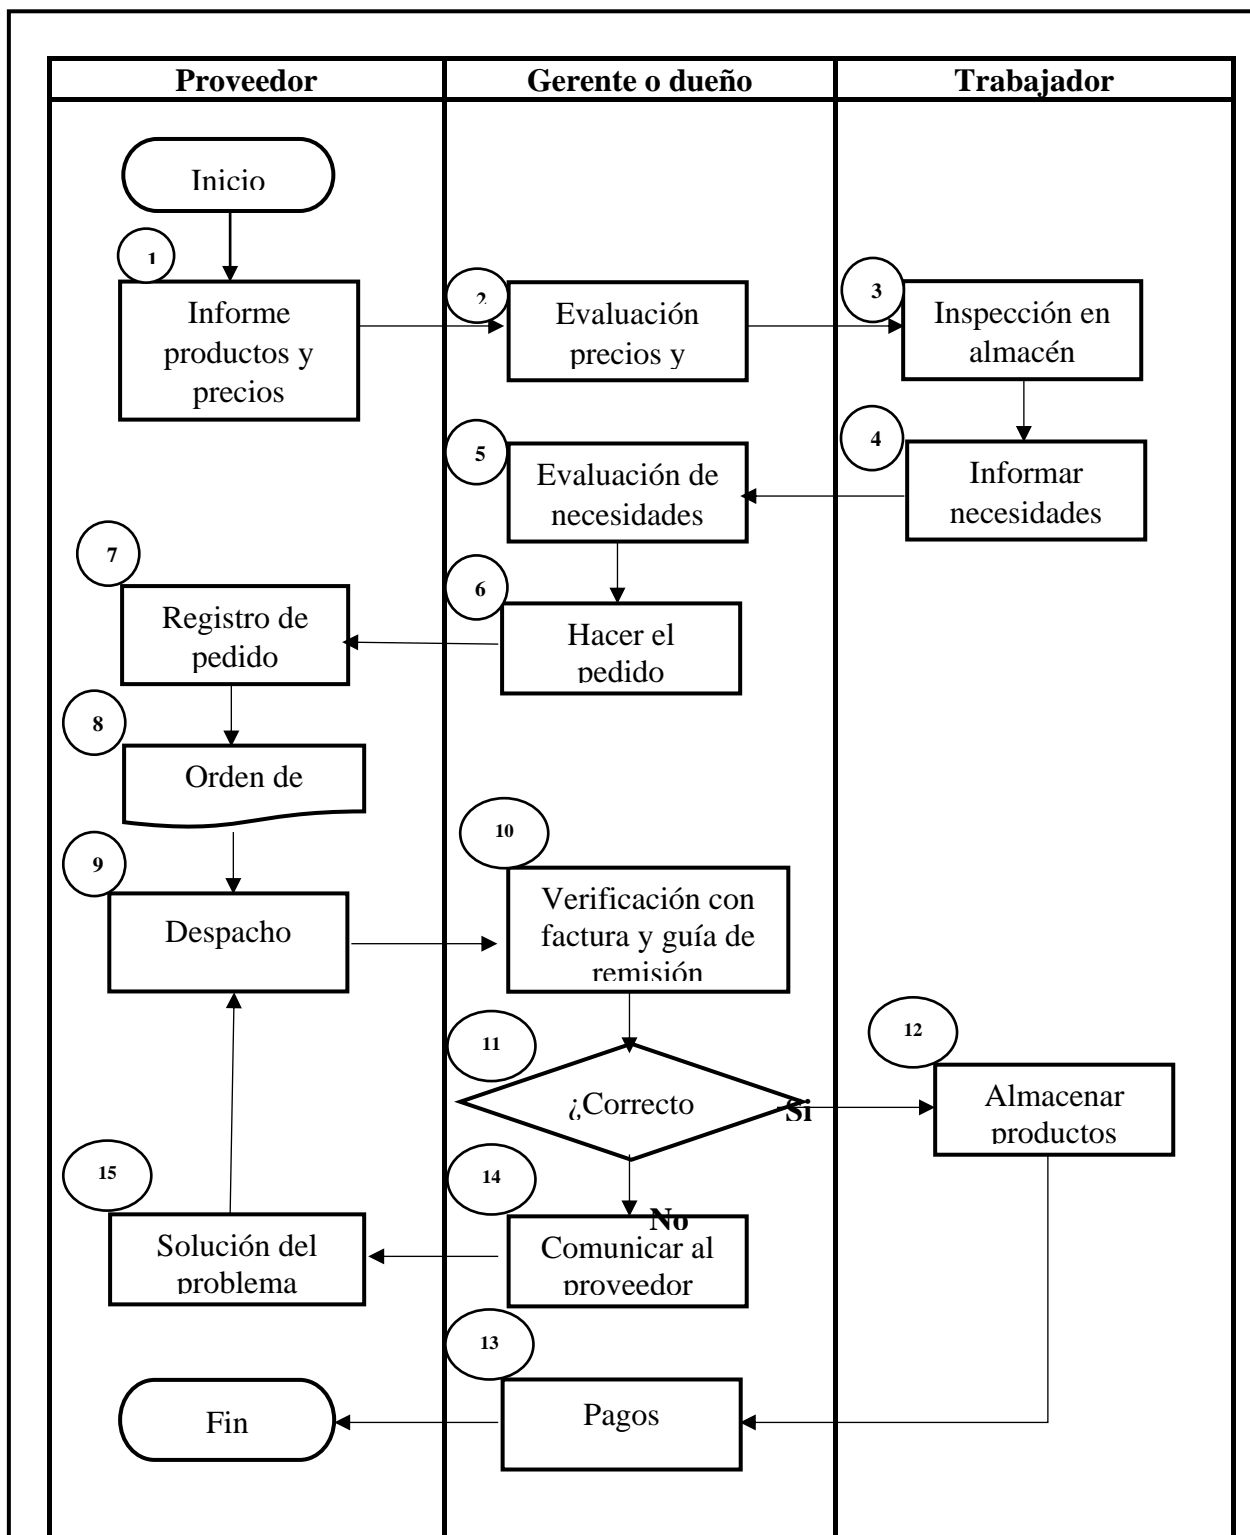 Proveedor
Gerente o dueño
Trabajador
Inicio
1
Informe
productos y
precios
2
Evaluación
precios y
3
Inspección en
almacén
4
Informar
necesidades
5
Evaluación de
necesidades
6
Hacer el
pedido
7
Registro de
pedido
8
Orden de
9
Despacho
10
Verificación con
factura y guía de
remisión
11
¿Correcto
Si
12
Almacenar
productos
No
14
Comunicar al
proveedor
15
Solución del
problema
13
Pagos
Fin